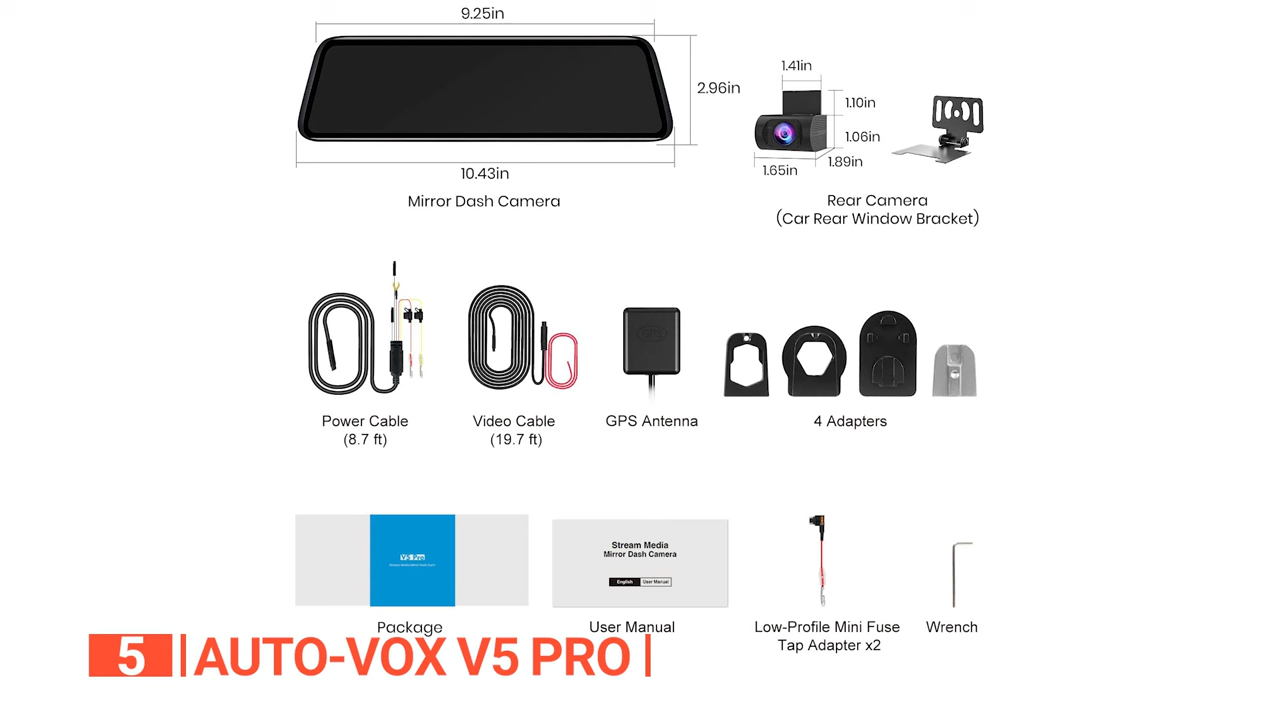 9.25in
2.96in
10.43in
Mirror Dash Camera
1.41in
1.10in
1.06in
1.89in
1.65in
Rear Camera
(Car Rear Window Bracket)
Power Cable
(8.7 ft)
Video Cable
(19.7 ft)
GPS
GPS Antenna
4 Adapters
V5 Pro
Package
Stream Media
Mirror Dash Camera
English User Manual
User Manual
Low-Profile Mini Fuse
Tap Adapter x2
Wrench
5 AUTO-VOX V5 PRO